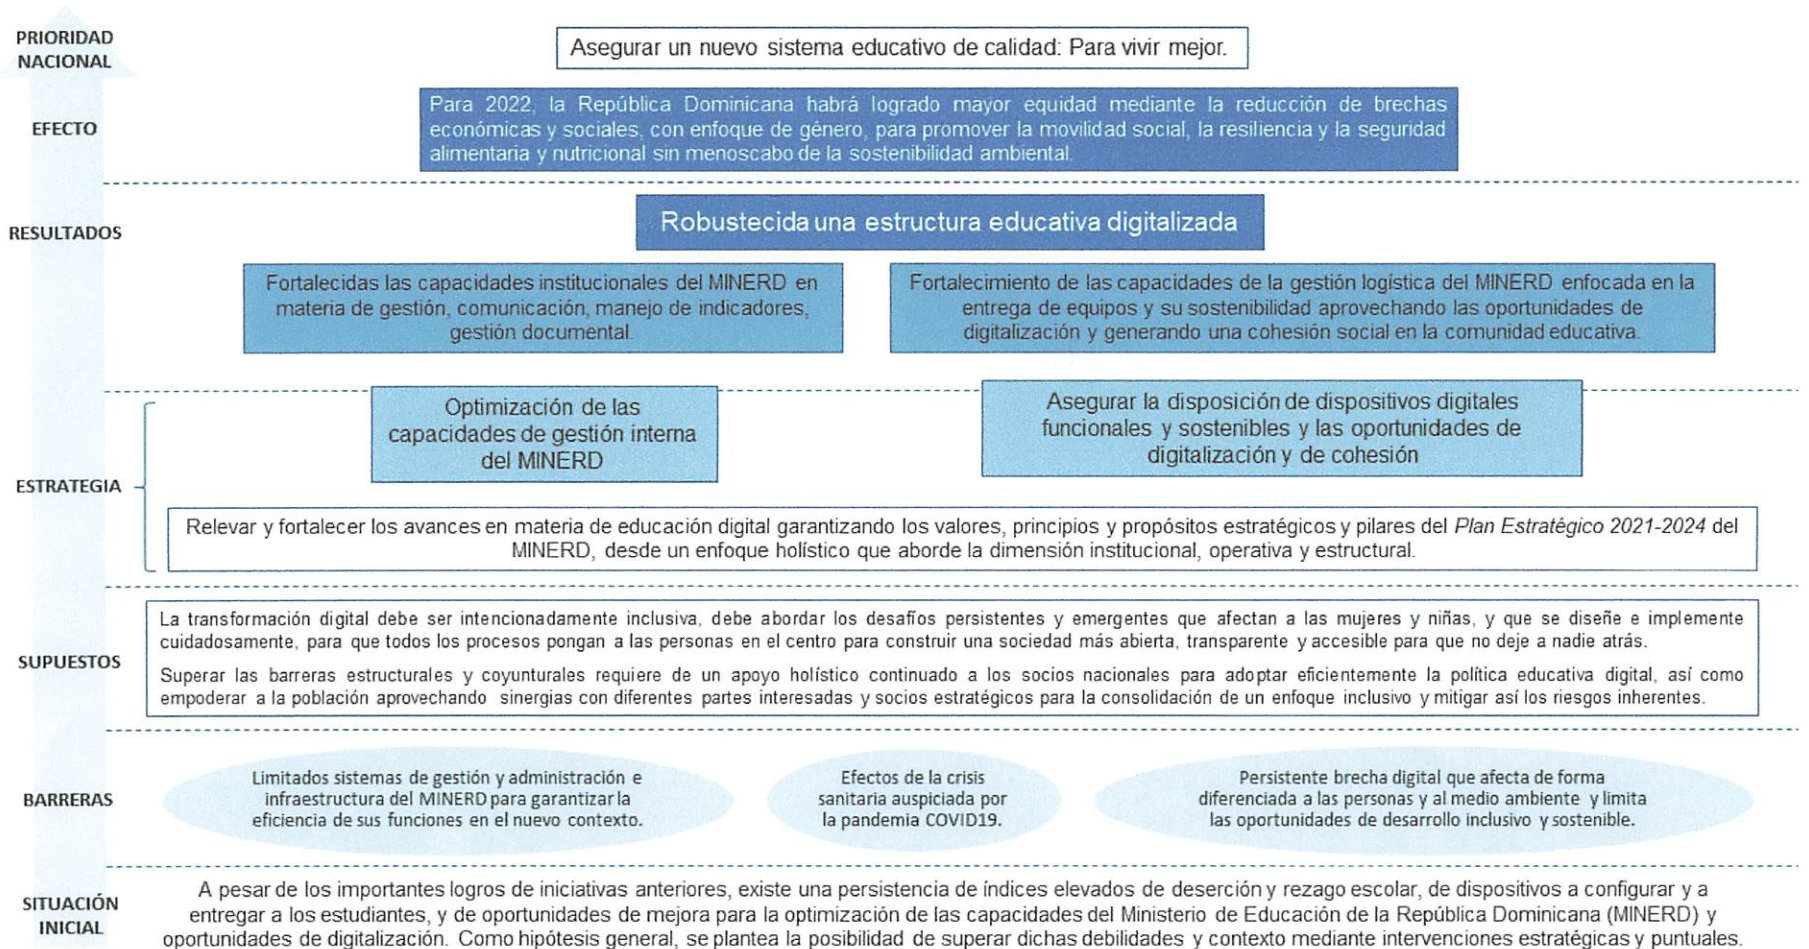 PRIORIDAD
NACIONAL
Asegurar un nuevo sistema educativo de calidad: Para vivir mejor.
EFECTO
Para 2022, la República Dominicana habrá logrado mayor equidad mediante la reducción de brechas
económicas y sociales, con enfoque de género, para promover la movilidad social, la resiliencia y la seguridad
alimentaria y nutricional sin menoscabo de la sostenibilidad ambiental.
RESULTADOS
Robustecida una estructura educativa digitalizada
Fortalecidas las capacidades institucionales del MINERD en
materia de gestión, comunicación, manejo de indicadores,
gestión documental.
Fortalecimiento de las capacidades de la gestión logística del MINERD enfocada en la
entrega de equipos y su sostenibilidad aprovechando las oportunidades de
digitalización y generando una cohesión social en la comunidad educativa.
ESTRATEGIA
Optimización de las
capacidades de gestión interna
del MINERD
Asegurar la disposición de dispositivos digitales
funcionales y sostenibles y las oportunidades de
digitalización y de cohesión
Relevar y fortalecer los avances en materia de educación digital garantizando los valores, principios y propósitos estratégicos y pilares del Plan Estratégico 2021-2024 del
MINERD, desde un enfoque holístico que aborde la dimensión institucional, operativa y estructural.
SUPUESTOS
La transformación digital debe ser intencionadamente inclusiva, debe abordar los desafíos persistentes y emergentes que afectan a las mujeres y niñas, y que se diseñe e implemente
cuidadosamente, para que todos los procesos pongan a las personas en el centro para construir una sociedad más abierta, transparente y accesible para que no deje a nadie atrás.
Superar las barreras estructurales y coyunturales requiere de un apoyo holístico continuado a los socios nacionales para adoptar eficientemente la política educativa digital, así como
empoderar a la población aprovechando sinergias con diferentes partes interesadas y socios estratégicos para la consolidación de un enfoque inclusivo y mitigar así los riesgos inherentes.
BARRERAS
Limitados sistemas de gestión y administración e
infraestructura del MINERD para garantizar la
eficiencia de sus funciones en el nuevo contexto.
Efectos de la crisis
sanitaria auspiciada por
la pandemia COVID19.
Persistente brecha digital que afecta de forma
diferenciada a las personas y al medio ambiente y limita
las oportunidades de desarrollo inclusivo y sostenible.
SITUACIÓN
INICIAL
A pesar de los importantes logros de iniciativas anteriores, existe una persistencia de índices elevados de deserción y rezago escolar, de dispositivos a configurar y a
entregar a los estudiantes, y de oportunidades de mejora para la optimización de las capacidades del Ministerio de Educación de la República Dominicana (MINERD) y
oportunidades de digitalización. Como hipótesis general, se plantea la posibilidad de superar dichas debilidades y contexto mediante intervenciones estratégicas y puntuales.